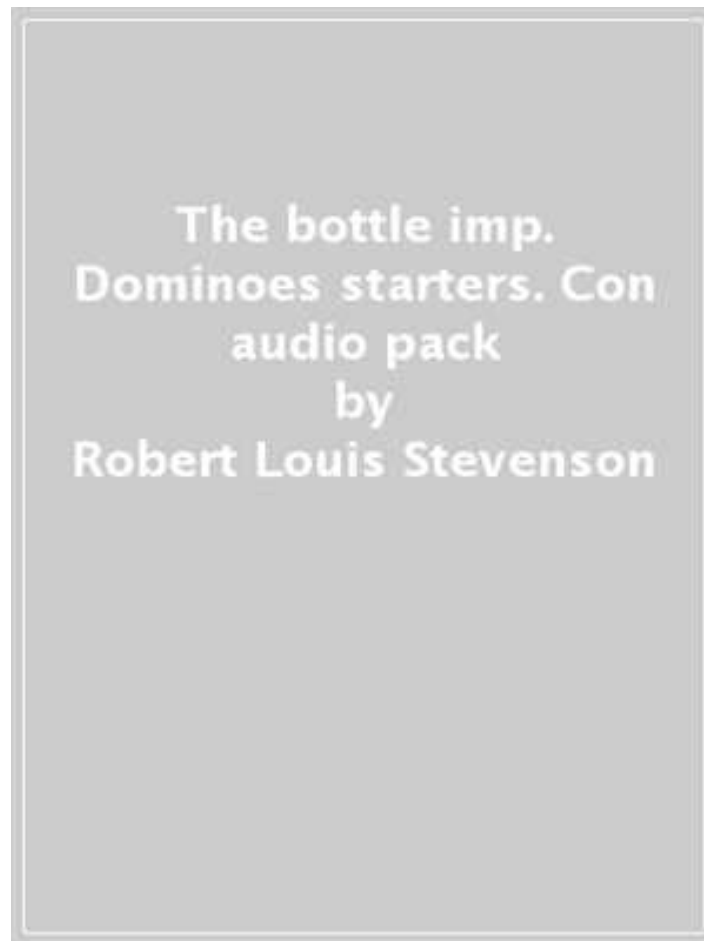 The bottle imp.
Dominoes starters. Con
audio pack
by
Robert Louis Stevenson